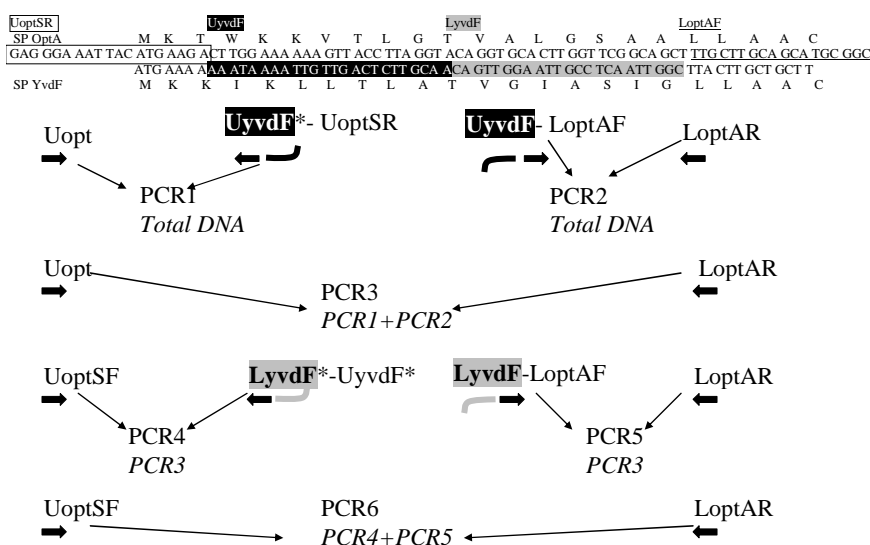 UoptSR UyvdF LyvdF LoptAF
SP OptA M K T W K K V T L G T V A L G S A A L L A A C
GAG GGA AAT TAC ATG AAG ACTTGG AAA AAA GTT ACC TTA GGT ACA GGT GCA CTT GGT TCG GCA GCT TTG CTT GCA GCA TGC GGC
ATG AAA AAA ATA AAA TTG TTG ACT CTT GCA ACA GTT GGA ATT GCC TCA ATT GGC TTA CTT GCT GCT T
SP YvdF M K K I K L L T L A T V G I A S I G L L A A C
Uopt UyvdF*- UoptSR UyvdF- LoptAF LoptAR
PCR1 PCR2
Total DNA Total DNA
Uopt LoptAR
PCR3
PCR1+PCR2
UoptSF LyvdF*-UyvdF* LyvdF-LoptAF LoptAR
PCR4 PCR5
PCR3 PCR3
UoptSF PCR6 LoptAR
PCR4+PCR5